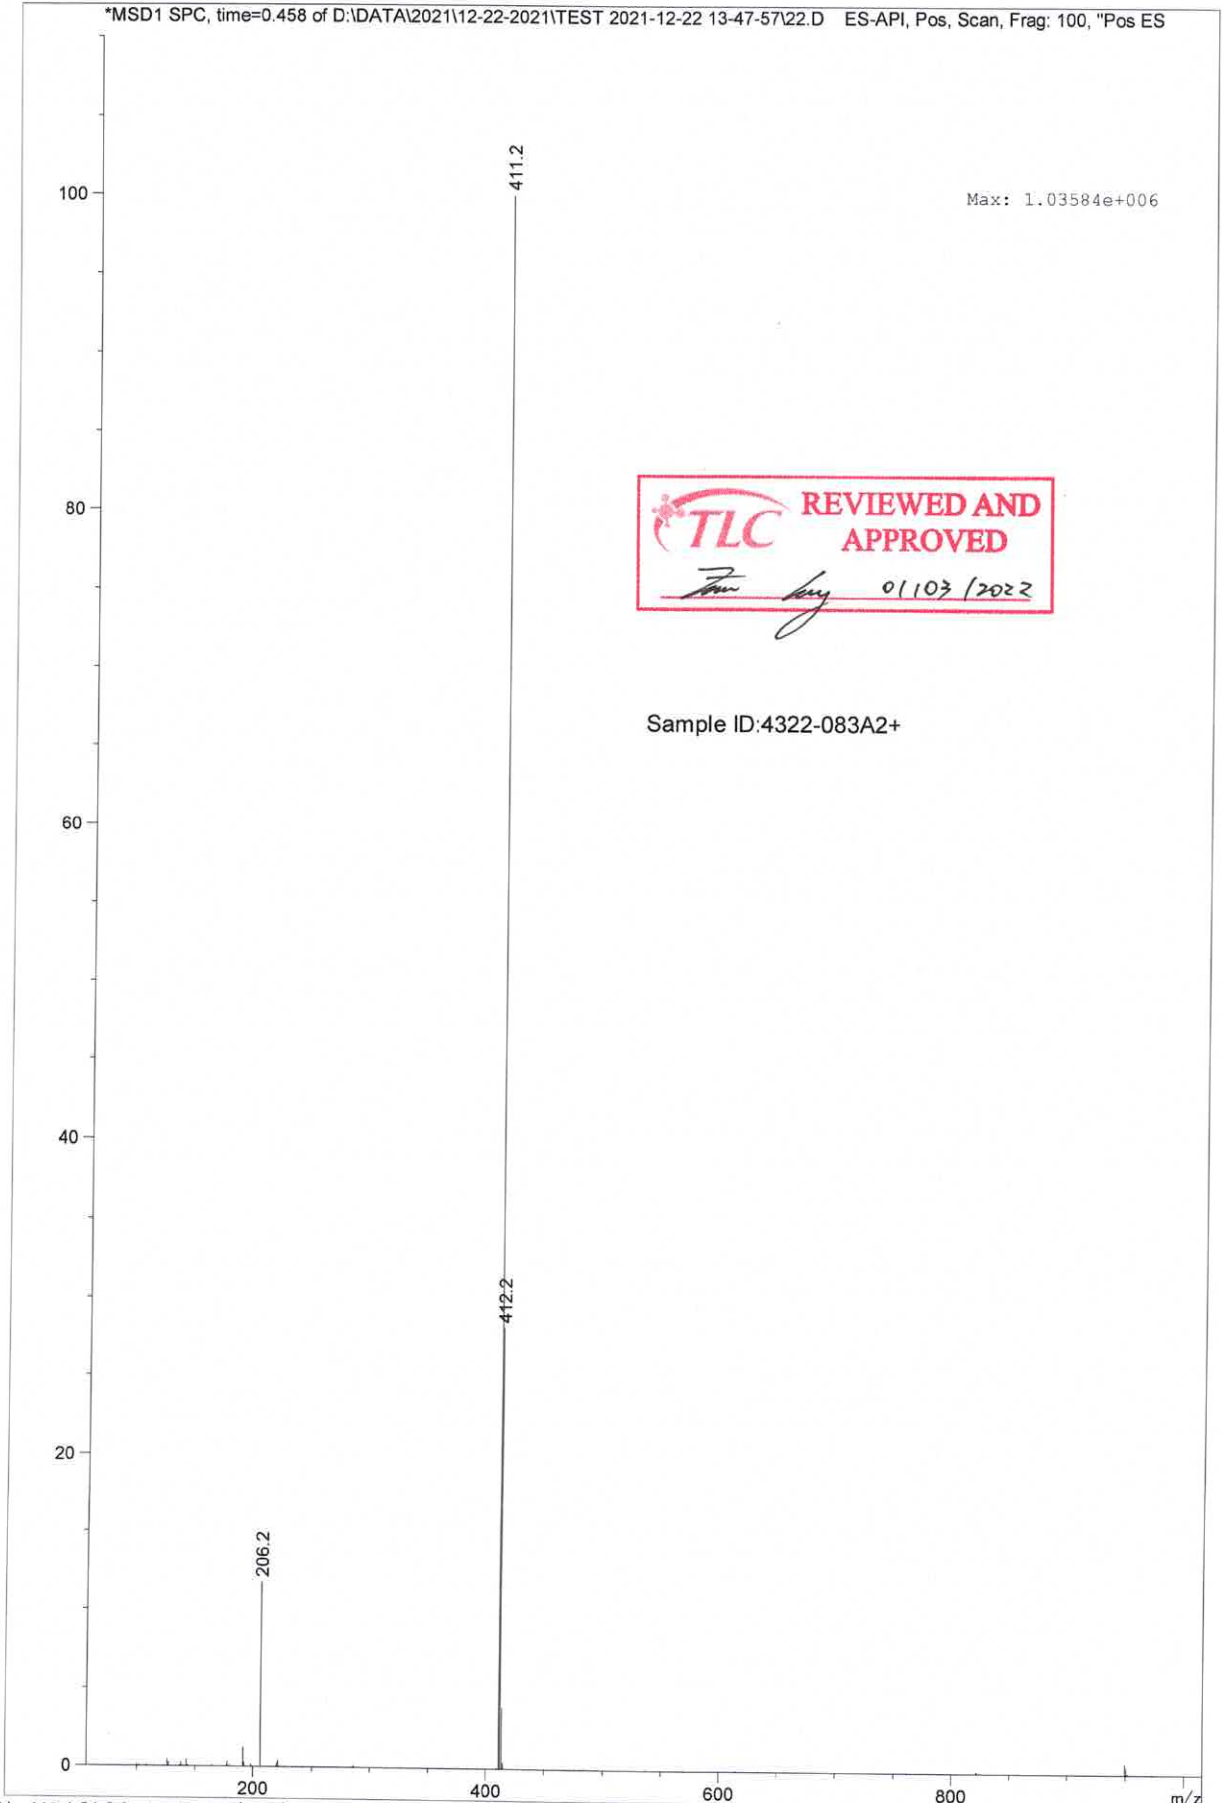 *MSD1 SPC, time=0.458 of D:\DATA\2021\12-22-2021\TEST 2021-12-22 13-47-57\22.D ES-API, Pos, Scan, Frag: 100, "Pos ES
411.2
100
Max: 1.03584e+006
80
TLC REVIEWED AND
APPROVED
01/03/2022
Sample ID:4322-083A2+
60
40
412.2
20
206.2
0
200 400 600 800 m/z